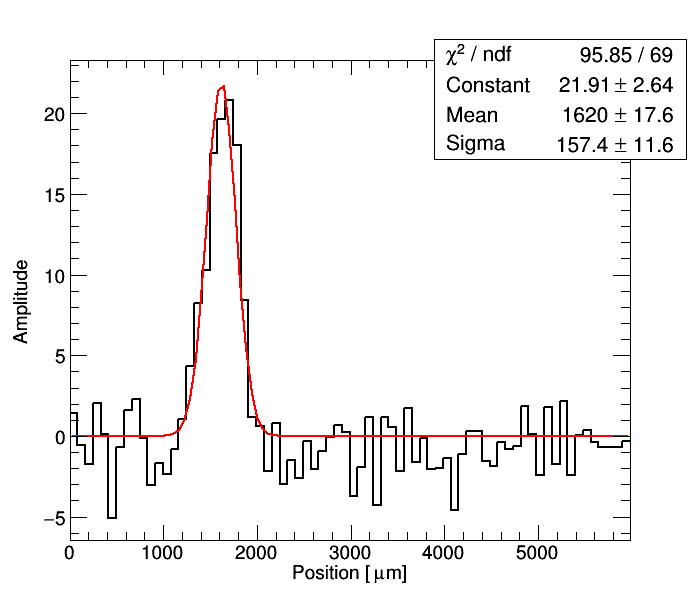 χ² / ndf 95.85 / 69
Constant 21.91 ± 2.64
Mean 1620 ± 17.6
Sigma 157.4 ± 11.6
20
15
10
5
0
−5
Amplitude
0 1000 2000 3000 4000 5000
Position [ μm]